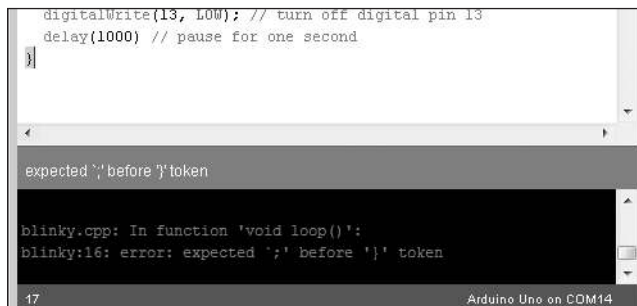 digitalWrite(13, LOW); // turn off digital pin 13
delay(1000) // pause for one second
}
expected `;' before '}' token
blinky.cpp: In function 'void loop()':
blinky:16: error: expected `;' before '}' token
17 Arduino Uno on COM14